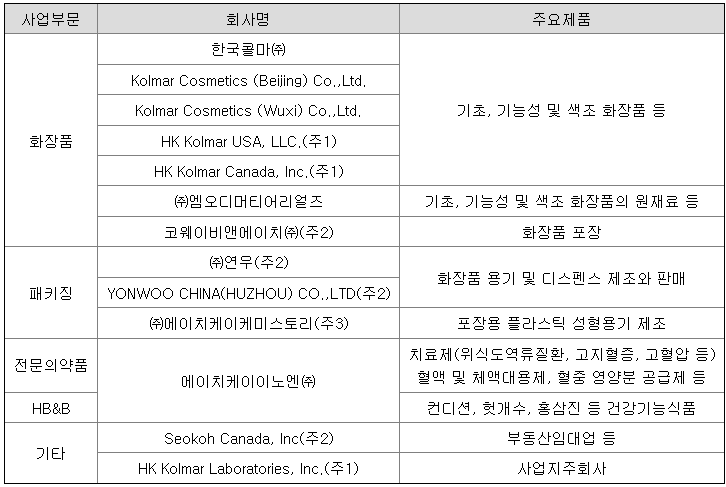 사업부문 회사명 주요제품
화장품
한국콜마㈜
Kolmar Cosmetics (Beijing) Co.,Ltd.
Kolmar Cosmetics (Wuxi) Co.,Ltd.
HK Kolmar USA, LLC.(주1)
HK Kolmar Canada, Inc.(주1)
기초, 기능성 및 색조 화장품 등
㈜엠오디머티어리얼즈 기초, 기능성 및 색조 화장품의 원재료 등
코웨이비앤에이치㈜(주2) 화장품 포장
패키징
㈜연우(주2)
YONWOO CHINA(HUZHOU) CO.,LTD(주2)
화장품 용기 및 디스펜스 제조와 판매
㈜에이치케이케미스토리(주3) 포장용 플라스틱 성형용기 제조
전문의약품
에이치케이이노엔㈜
치료제(위식도역류질환, 고지혈증, 고혈압 등)
혈액 및 체액대용제, 혈중 영양분 공급제 등
HB&B 컨디션, 헛개수, 홍삼진 등 건강기능식품
기타
Seokoh Canada, Inc(주2) 부동산임대업 등
HK Kolmar Laboratories, Inc.(주1) 사업지주회사